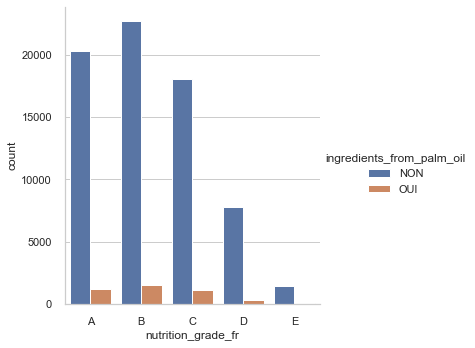 20000
15000
10000
5000
0
count
A B C D E
nutrition_grade_fr
ingredients_from_palm_oil
NON
OUI